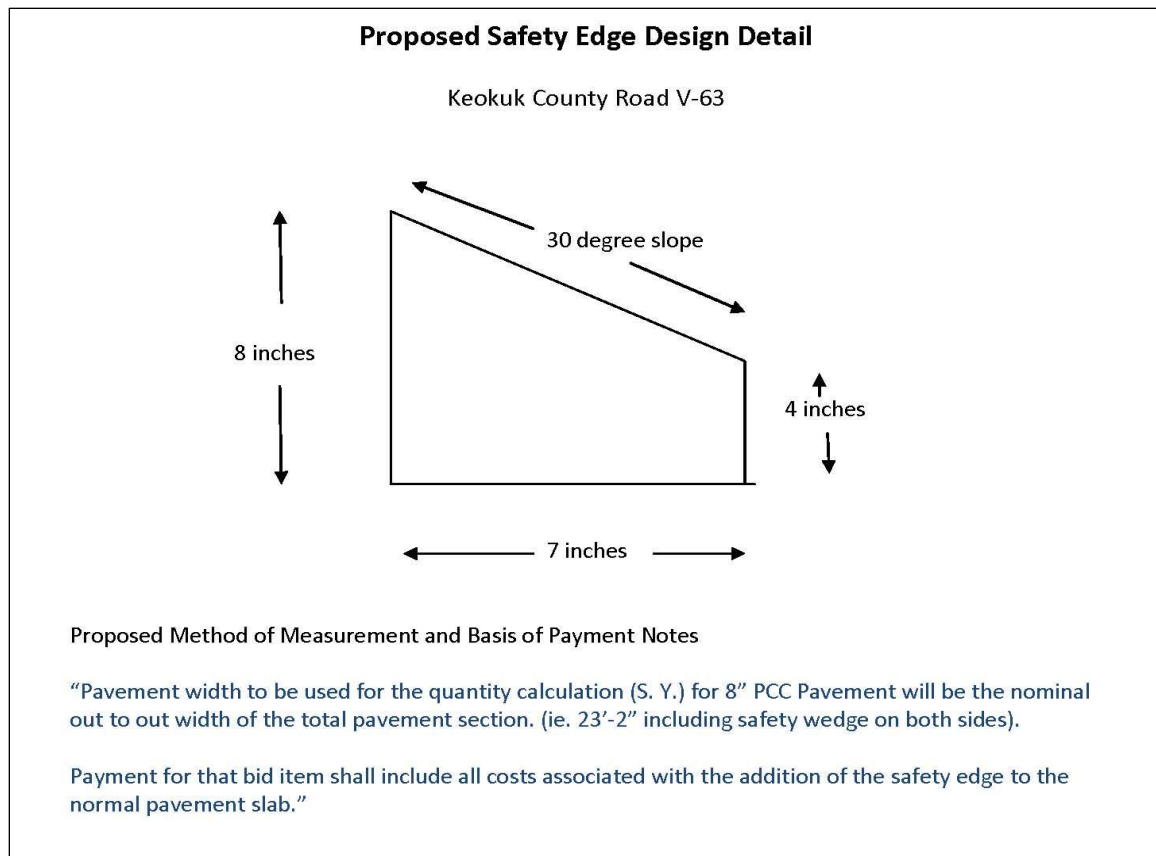 Proposed Safety Edge Design Detail
Keokuk County Road V-63
30 degree slope
8 inches
4 inches
7 inches
Proposed Method of Measurement and Basis of Payment Notes
“Pavement width to be used for the quantity calculation (S. Y.) for 8” PCC Pavement will be the nominal
out to out width of the total pavement section. (ie. 23’-2” including safety wedge on both sides).
Payment for that bid item shall include all costs associated with the addition of the safety edge to the
normal pavement slab.”